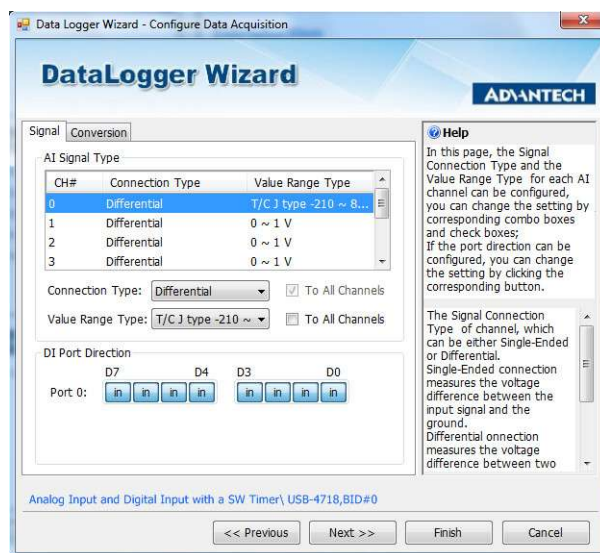 Data Logger Wizard - Configure Data Acquisition
DataLogger Wizard
ADVANTECH
Signal Conversion
AI Signal Type
CH# Connection Type Value Range Type
0 Differential T/C J type -210 ~ 8...
1 Differential 0 ~ 1 V
2 Differential 0 ~ 1 V
3 Differential 0 ~ 1 V
Connection Type: Differential To All Channels
Value Range Type: T/C J type -210 ~ To All Channels
DI Port Direction
D7 D4 D3 D0
Port 0: in in in in in in in in
Help
In this page, the Signal
Connection Type and the
Value Range Type for each AI
channel can be configured,
you can change the setting by
corresponding combo boxes
and check boxes;
If the port direction can be
configured, you can change
the setting by clicking the
corresponding button.
The Signal Connection
Type of channel, which
can be either Single-Ended
or Differential.
Single-Ended connection
measures the voltage
difference between the
input signal and the
ground.
Differential onnection
measures the voltage
difference between two
Analog Input and Digital Input with a SW Timer\ USB-4718,BID#0
<< Previous Next >> Finish Cancel